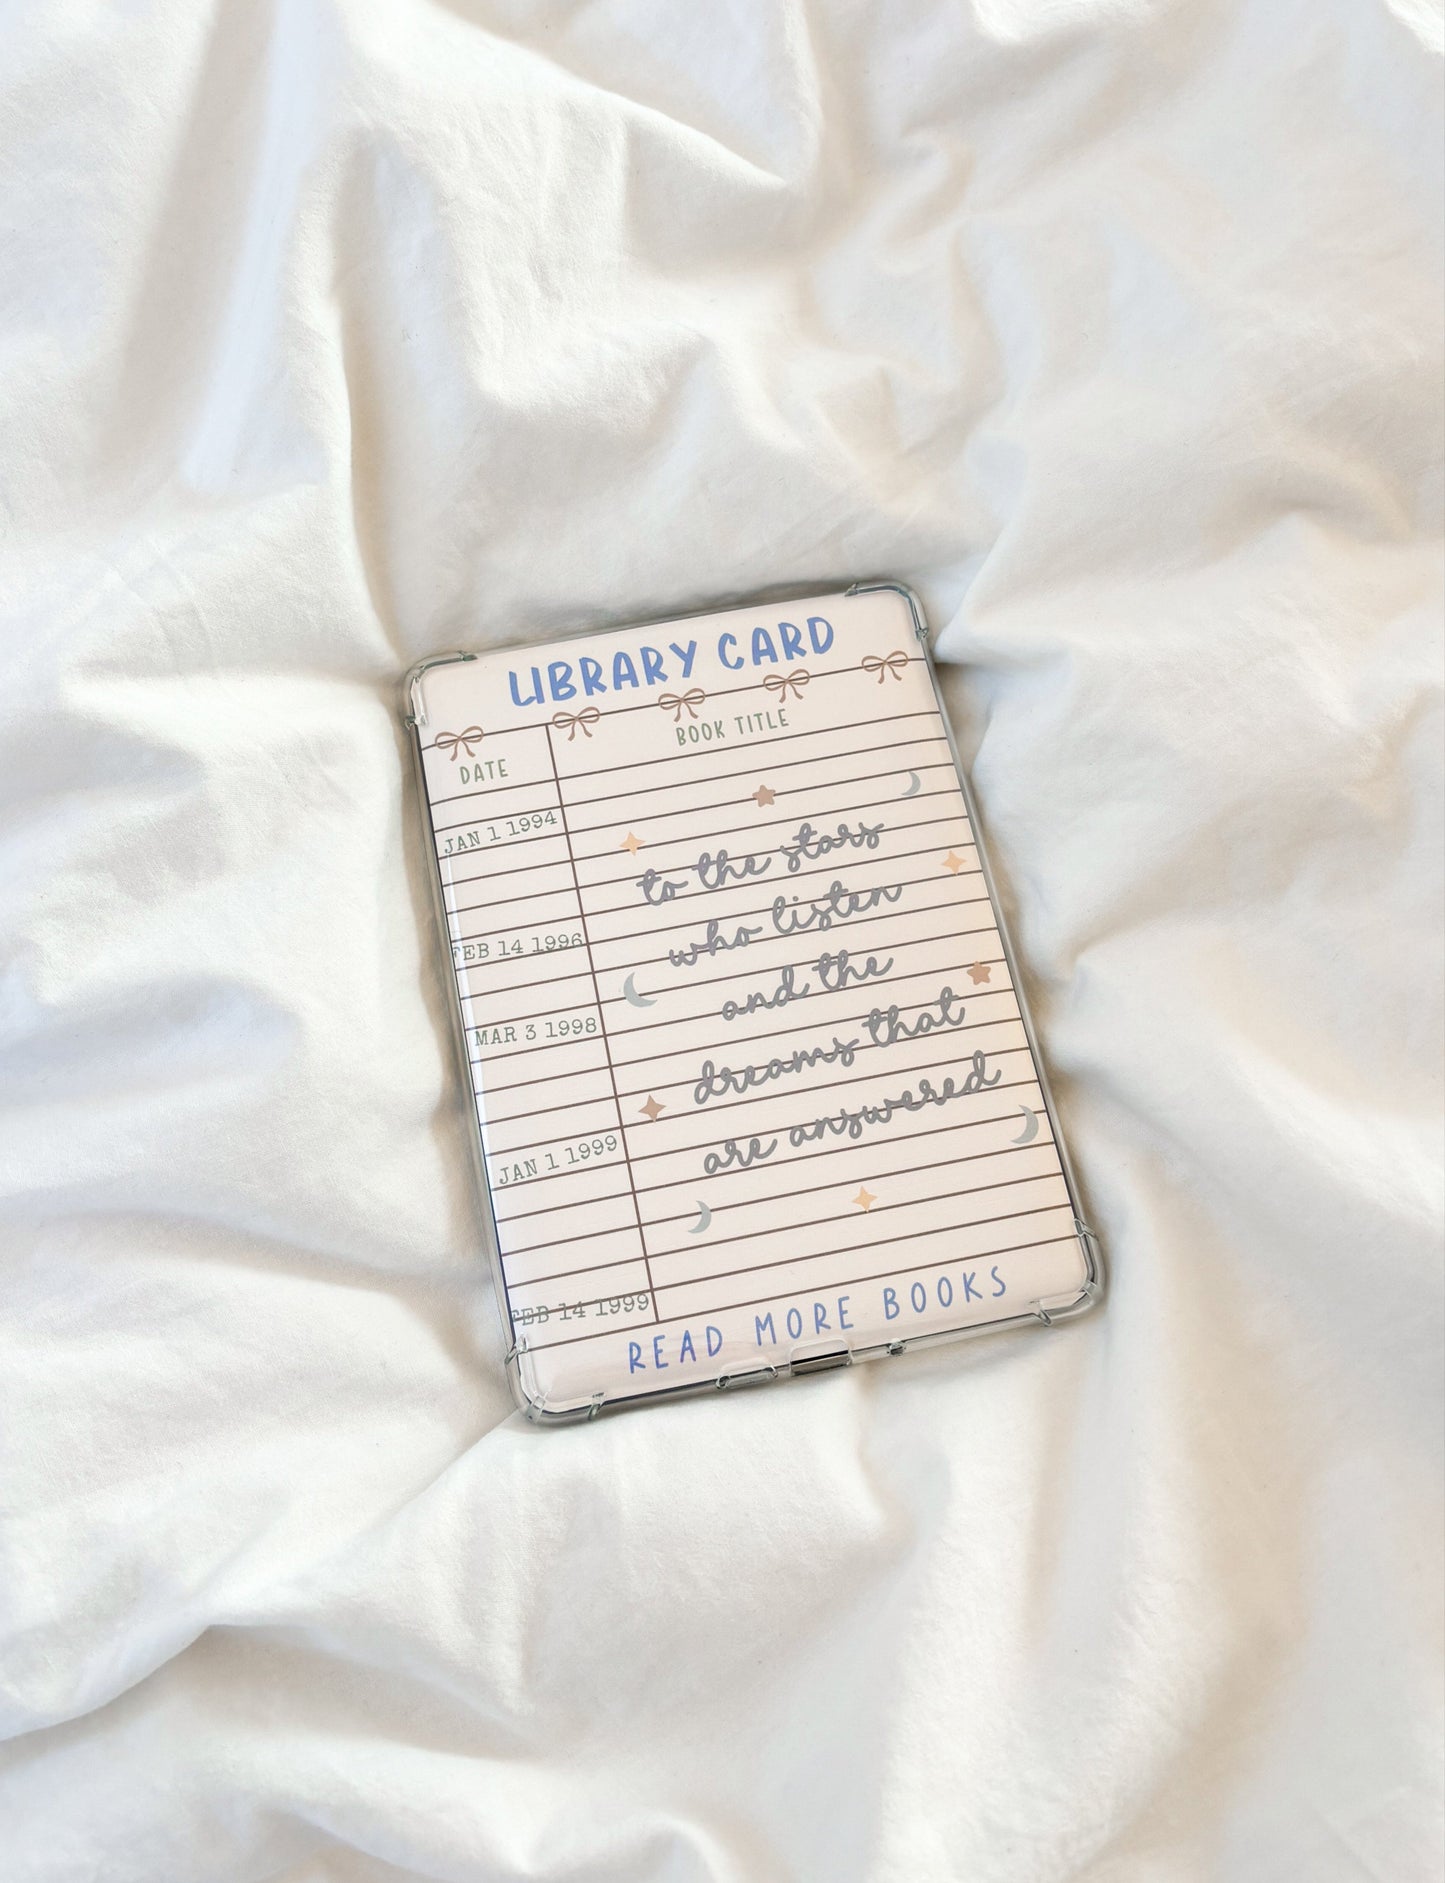 LIBRARY CARD
DATE
BOOK TITLE
JAN 1 1994
to the stars
who listen
FEB 14 1996
and the
MAR 3 1998
dreams that
are answered
JAN 1 1999
FEB 14 1999
READ MORE BOOKS